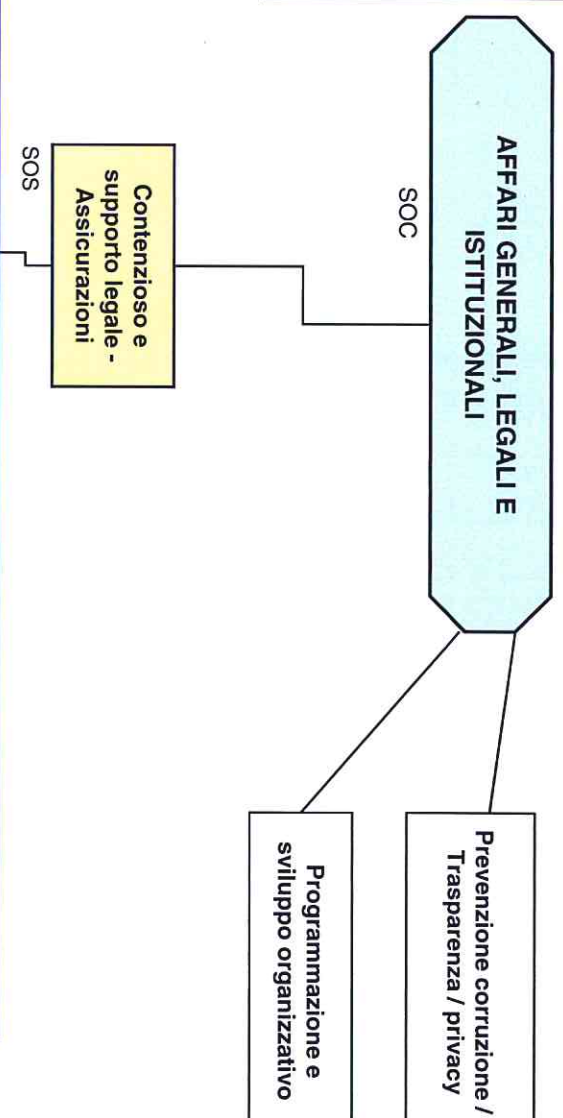 AFFARI GENERALI, LEGALI E
ISTITUZIONALI
SOC
Prevenzione corruzione /
Trasparenza / privacy
Programmazione e
sviluppo organizzativo
Contenzioso e
supporto legale -
Assicurazioni
SOS